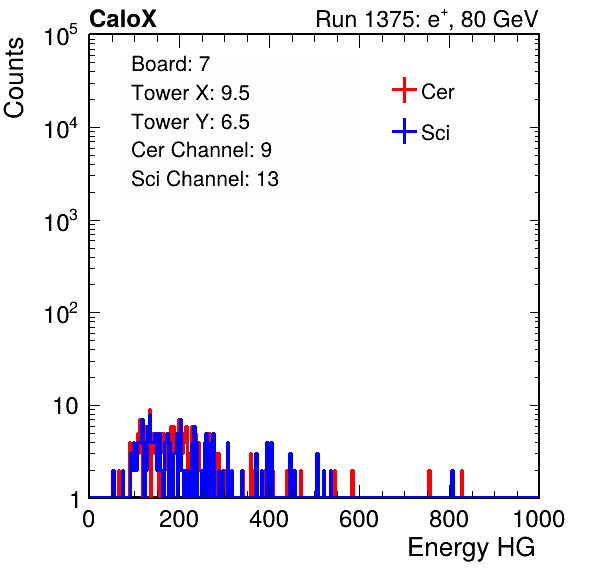 CaloX Run 1375: e⁺, 80 GeV
Counts
Board: 7
Tower X: 9.5
Tower Y: 6.5
Cer Channel: 9
Sci Channel: 13
Cer
Sci
10⁵
10⁴
10³
10²
10
1
0 200 400 600 800 1000
Energy HG